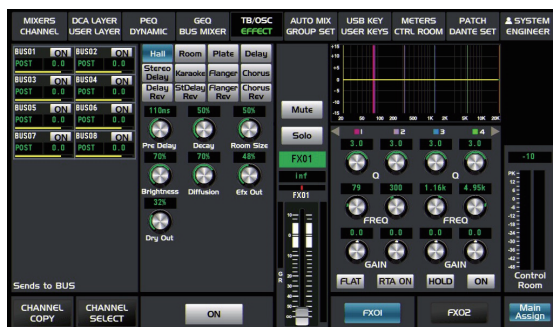 MIXERS DCA LAYER PEQ GEQ TB/OSC AUTO MIX USB KEY METERS PATCH SYSTEM
CHANNEL USER LAYER DYNAMIC BUS MIXER EFFECT GROUP SET USER KEYS CTRL ROOM DANTE SET ENGINEER
BUS01 ON BUS02 ON
POST 0.0 POST 0.0
BUS03 ON BUS04 ON
POST 0.0 POST 0.0
BUS05 ON BUS06 ON
POST 0.0 POST 0.0
BUS07 ON BUS08 ON
POST 0.0 POST 0.0
Sends to BUS
Hall Room Plate Delay
Stereo Delay Karaoke Flanger Chorus
Delay Rev StDelay Rev Flanger Rev Chorus Rev
110ms 50% 50%
Pre Delay Decay Room Size
70% 70% 48%
Brightness Diffusion Efx Out
32%
Dry Out
Mute
Solo
FX01
Inf
FX01
1 2 3 4
3.0 3.0 3.0 3.0
Q Q
79 300 1.16k 4.95k
FREQ FREQ
0.0 0.0 0.0 0.0
GAIN GAIN
FLAT RTA ON HOLD ON
-10
PK
Control
Room
CHANNEL COPY CHANNEL SELECT ON FX01 FX02 Main Assign